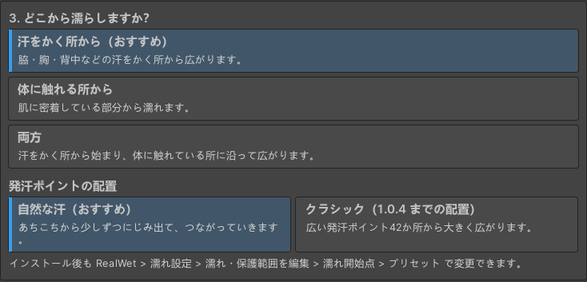 3. どこから濡らしますか?
汗をかく所から（おすすめ）
脇・胸・背中などの汗をかく所から広がります。
体に触れる所から
肌に密着している部分から濡れます。
両方
汗をかく所から始まり、体に触れている所に沿って広がります。
発汗ポイントの配置
自然な汗（おすすめ）
あちこちから少しずつにじみ出て、つながっていきます
。
クラシック（1.0.4 までの配置）
広い発汗ポイント42か所から大きく広がります。
インストール後も RealWet > 濡れ設定 > 濡れ・保護範囲を編集 > 濡れ開始点 > プリセット で変更できます。